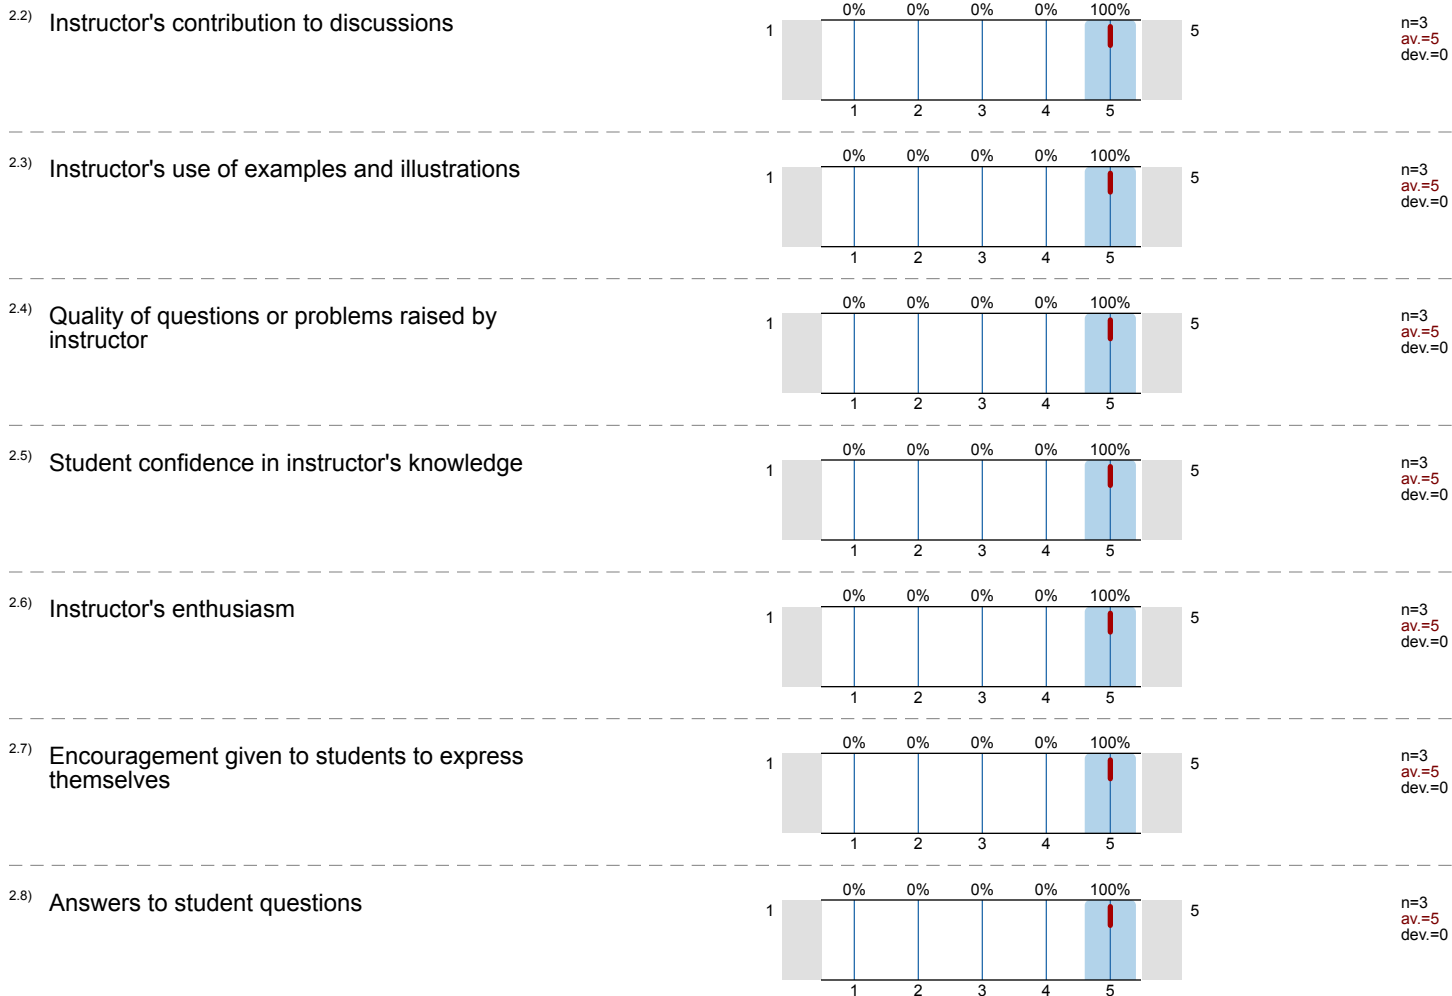 2.2) Instructor's contribution to discussions
0% 0% 0% 0% 100%
1 5
1 2 3 4 5
n=3
av.=5
dev.=0
2.3) Instructor's use of examples and illustrations
0% 0% 0% 0% 100%
1 5
1 2 3 4 5
n=3
av.=5
dev.=0
2.4) Quality of questions or problems raised by
instructor
0% 0% 0% 0% 100%
1 5
1 2 3 4 5
n=3
av.=5
dev.=0
2.5) Student confidence in instructor's knowledge
0% 0% 0% 0% 100%
1 5
1 2 3 4 5
n=3
av.=5
dev.=0
2.6) Instructor's enthusiasm
0% 0% 0% 0% 100%
1 5
1 2 3 4 5
n=3
av.=5
dev.=0
2.7) Encouragement given to students to express
themselves
0% 0% 0% 0% 100%
1 5
1 2 3 4 5
n=3
av.=5
dev.=0
2.8) Answers to student questions
0% 0% 0% 0% 100%
1 5
1 2 3 4 5
n=3
av.=5
dev.=0